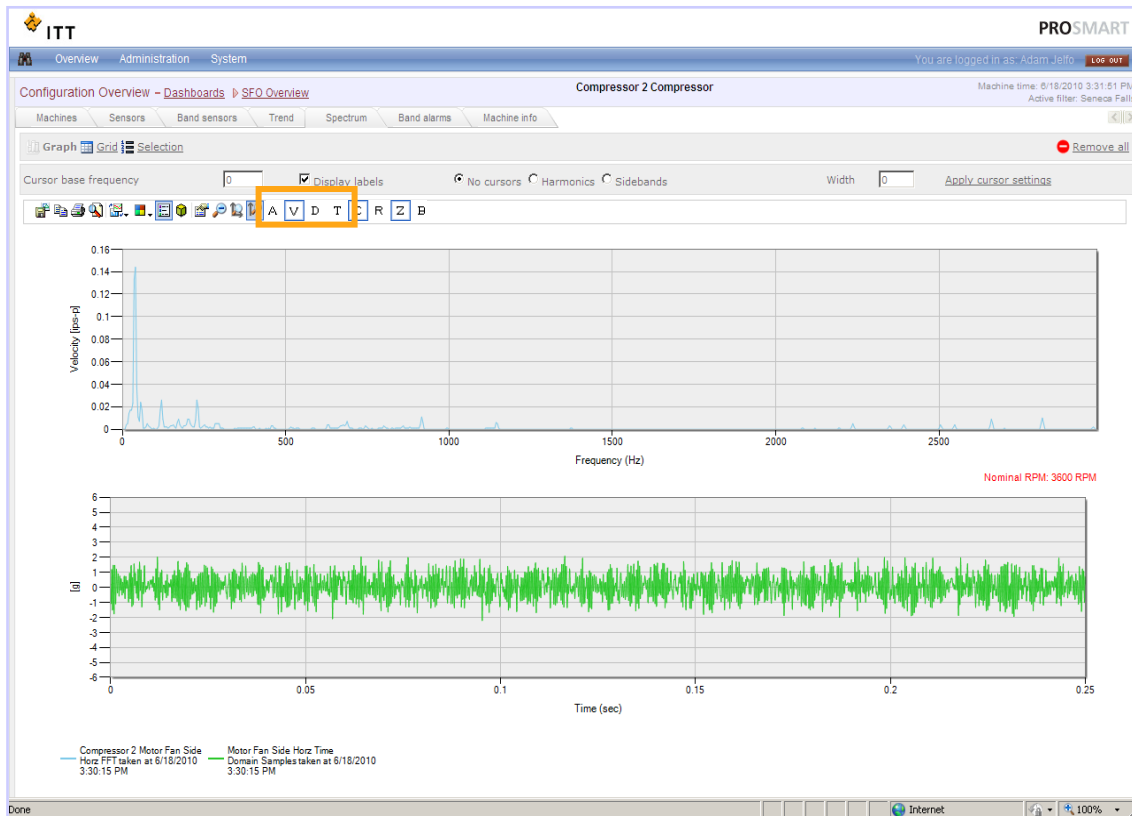 ITT
PROSMART
Overview Administration System You are logged in as: Adam Jelfo LOG OUT
Configuration Overview – Dashboards SFO Overview Compressor 2 Compressor Machine time: 6/18/2010 3:31:51 PM
Active filter: Seneca Fall
Machines Sensors Band sensors Trend Spectrum Band alarms Machine info
Graph Grid Selection Remove all
Cursor base frequency 0 Display labels No cursors Harmonics Sidebands Width 0 Apply cursor settings
A V D T C R Z B
0.16
0.14
0.12
0.1
0.08
0.06
0.04
0.02
0
Velocity [ips-p]
0 500 1000 1500 2000 2500
Frequency (Hz)
Nominal RPM: 3600 RPM
6
5
4
3
2
1
0
-1
-2
-3
-4
-5
-6
[g]
0 0.05 0.1 0.15 0.2 0.25
Time (sec)
Compressor 2 Motor Fan Side
Horz FFT taken at 6/18/2010
3:30:15 PM
Motor Fan Side Horz Time
Domain Samples taken at 6/18/2010
3:30:15 PM
Done Internet 100%